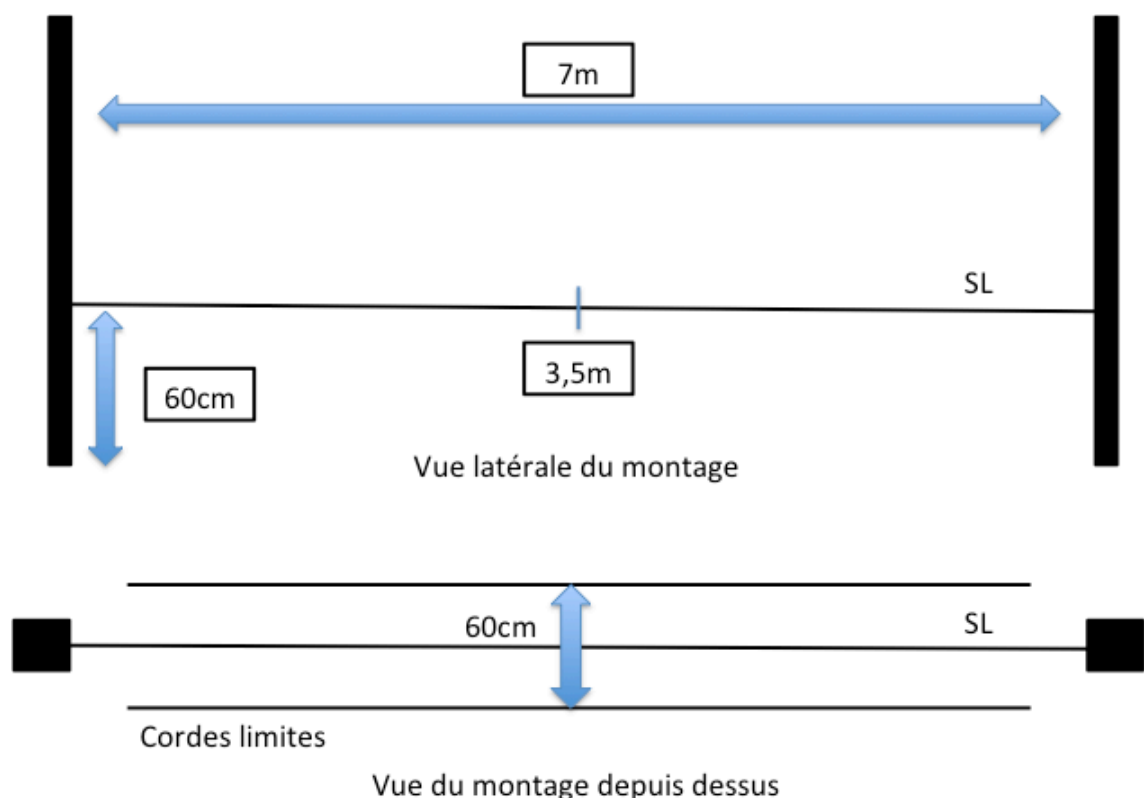 7m
SL
3,5m
60cm
Vue latérale du montage
60cm
SL
Cordes limites
Vue du montage depuis dessus